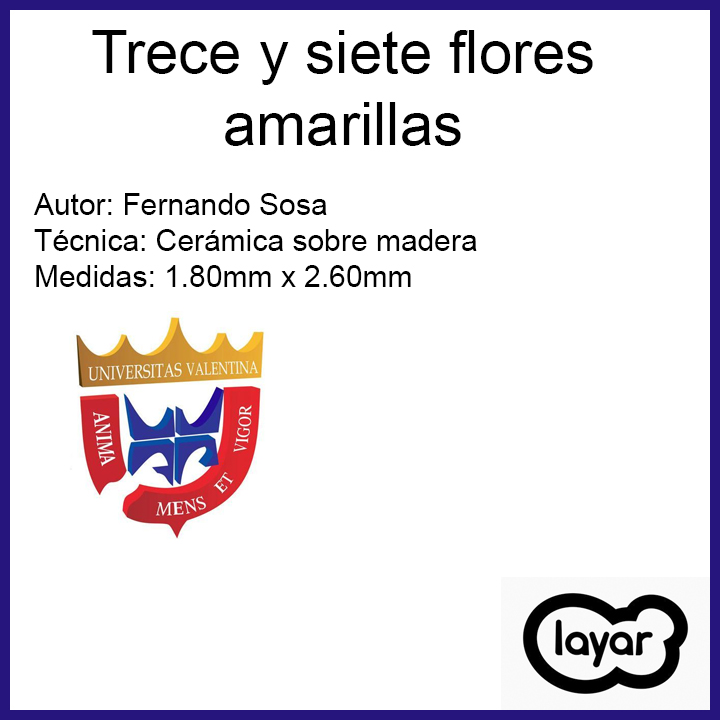 Trece y siete flores
amarillas
Autor: Fernando Sosa
Técnica: Cerámica sobre madera
Medidas: 1.80mm x 2.60mm
UNIVERSITAS VALENTINA
ANIMA
MENS ET VIGOR
layar